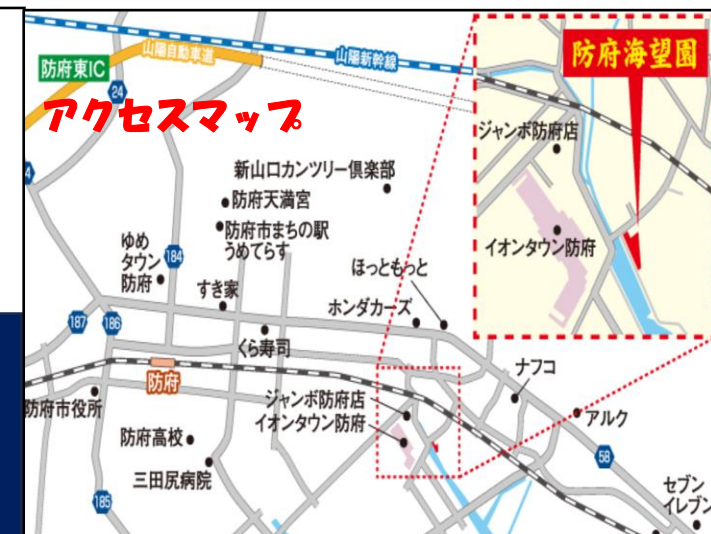 山陽自動車道
山陽新幹線
防府東IC
24
アクセスマップ
防府海望園
ジャンボ防府店
イオンタウン防府
新山口カンツリー倶楽部
防府天満宮
防府市まちの駅
うめてらす
ゆめ
タウン
防府
184
すき家
ほっともっと
ホンダカーズ
187
186
くら寿司
防府
ナフコ
防府市役所
ジャンボ防府店
イオンタウン防府
アルク
防府高校
三田尻病院
58
185
セブン
イレブン